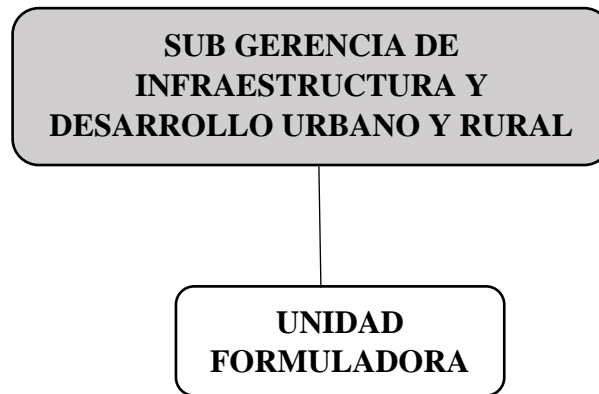 SUB GERENCIA DE
INFRAESTRUCTURA Y
DESARROLLO URBANO Y RURAL
UNIDAD
FORMULADORA